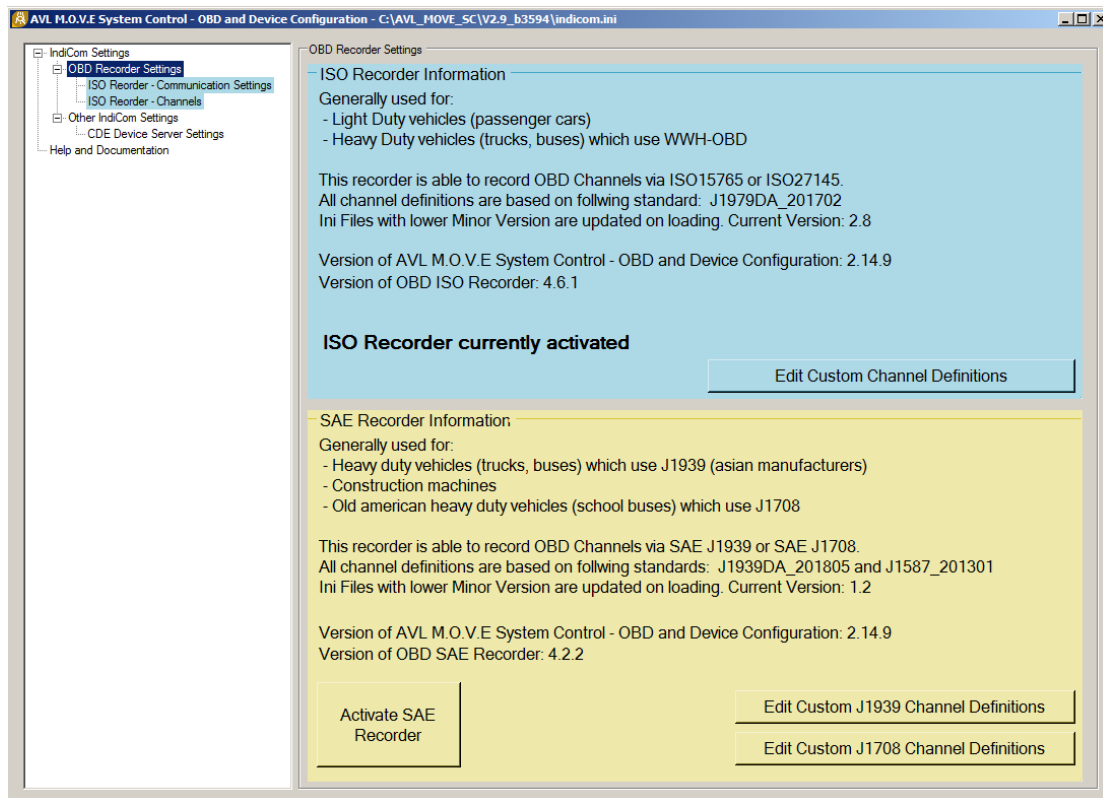 AVL M.O.V.E System Control - OBD and Device Configuration - C:\AVL_MOVE_SC\V2.9_b3594\indicom.ini
IndiCom Settings
OBD Recorder Settings
ISO Reorder - Communication Settings
ISO Reorder - Channels
Other IndiCom Settings
CDE Device Server Settings
Help and Documentation
OBD Recorder Settings
ISO Recorder Information
Generally used for:
- Light Duty vehicles (passenger cars)
- Heavy Duty vehicles (trucks, buses) which use WWH-OBD
This recorder is able to record OBD Channels via ISO15765 or ISO27145.
All channel definitions are based on follwing standard: J1979DA_201702
Ini Files with lower Minor Version are updated on loading. Current Version: 2.8
Version of AVL M.O.V.E System Control - OBD and Device Configuration: 2.14.9
Version of OBD ISO Recorder: 4.6.1
ISO Recorder currently activated
Edit Custom Channel Definitions
SAE Recorder Information
Generally used for:
- Heavy duty vehicles (trucks, buses) which use J1939 (asian manufacturers)
- Construction machines
- Old american heavy duty vehicles (school buses) which use J1708
This recorder is able to record OBD Channels via SAE J1939 or SAE J1708.
All channel definitions are based on follwing standards: J1939DA_201805 and J1587_201301
Ini Files with lower Minor Version are updated on loading. Current Version: 1.2
Version of AVL M.O.V.E System Control - OBD and Device Configuration: 2.14.9
Version of OBD SAE Recorder: 4.2.2
Activate SAE
Recorder
Edit Custom J1939 Channel Definitions
Edit Custom J1708 Channel Definitions